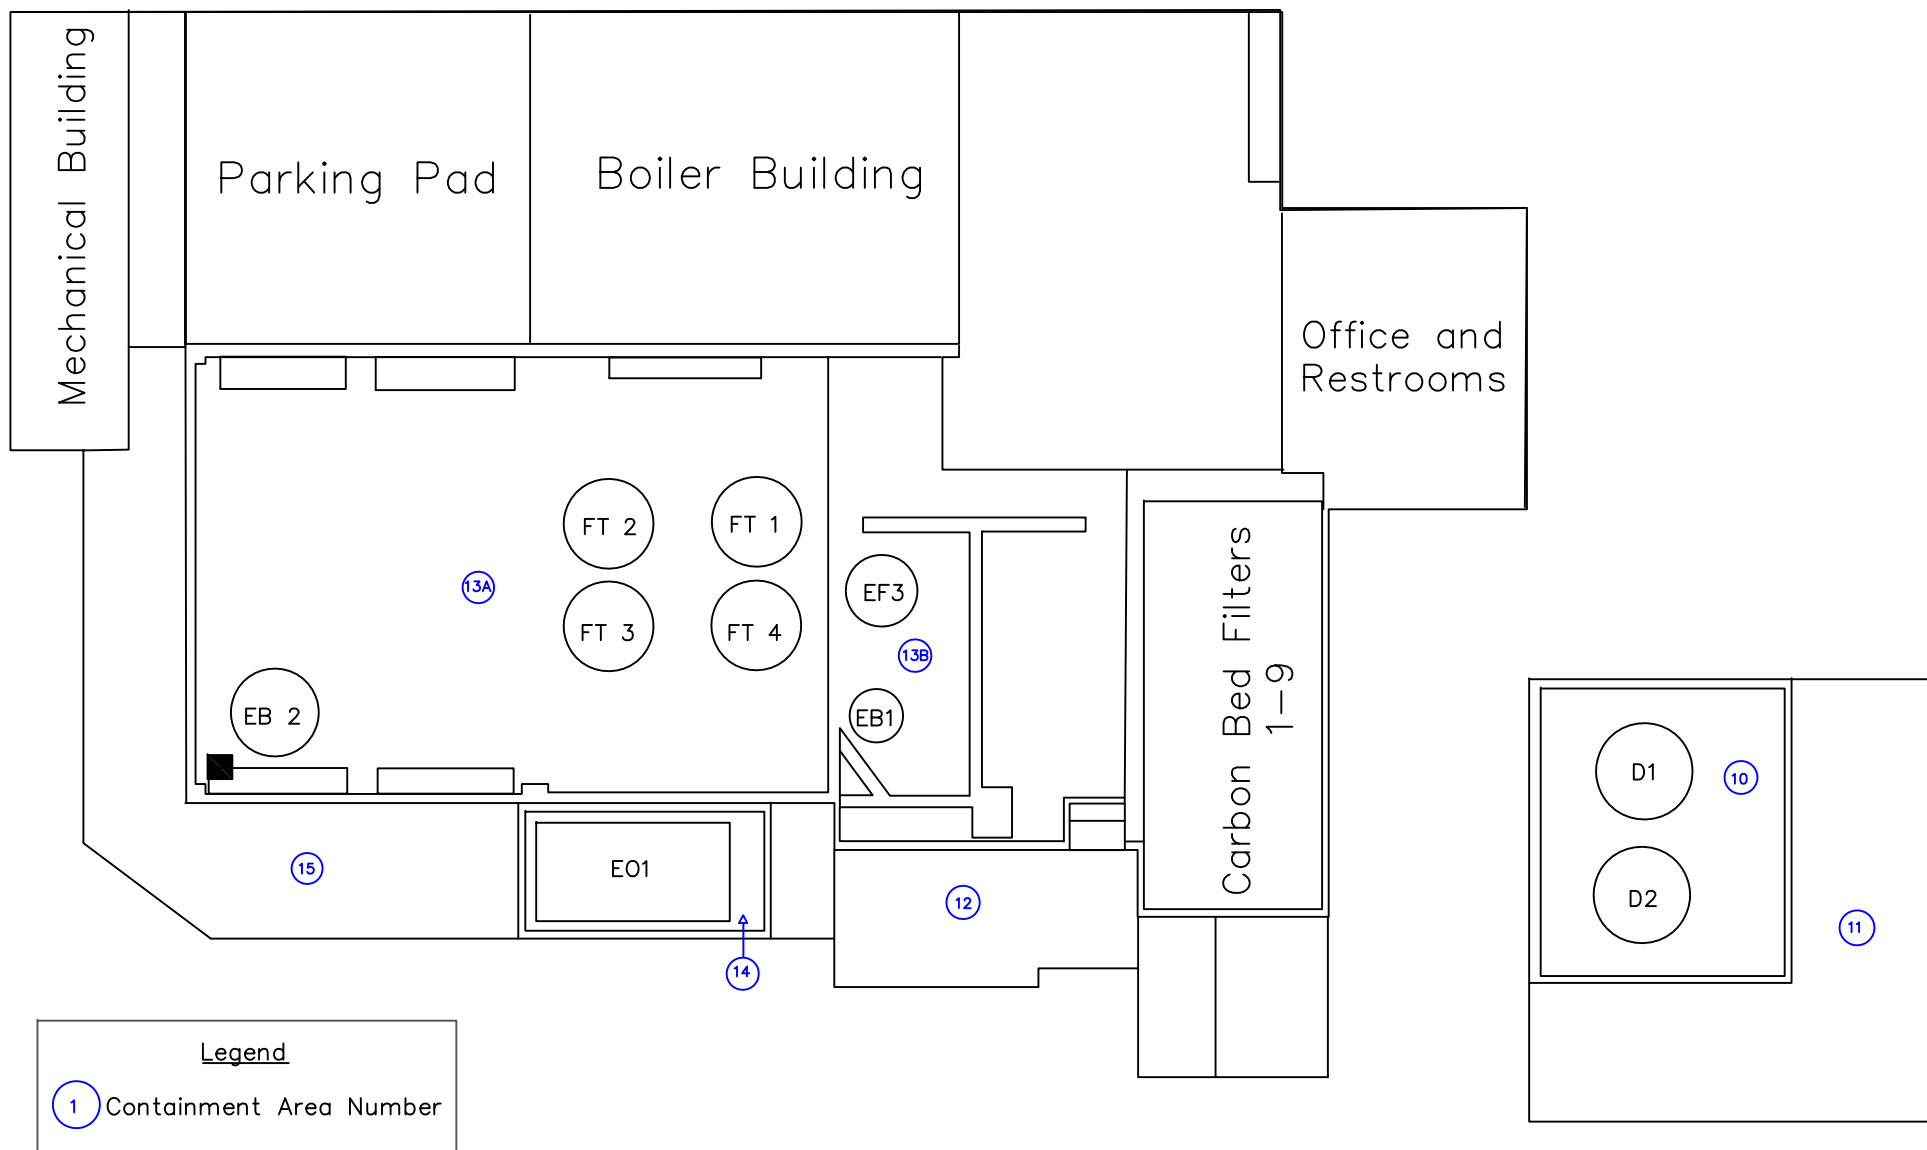 Mechanical Building
Parking Pad
Boiler Building
Office and
Restrooms
FT 2
FT 1
13A
EF3
FT 3
FT 4
13B
EB 2
EB1
Carbon Bed Filters
1-9
D1
10
15
EO1
12
D2
11
14
Legend
1 Containment Area Number